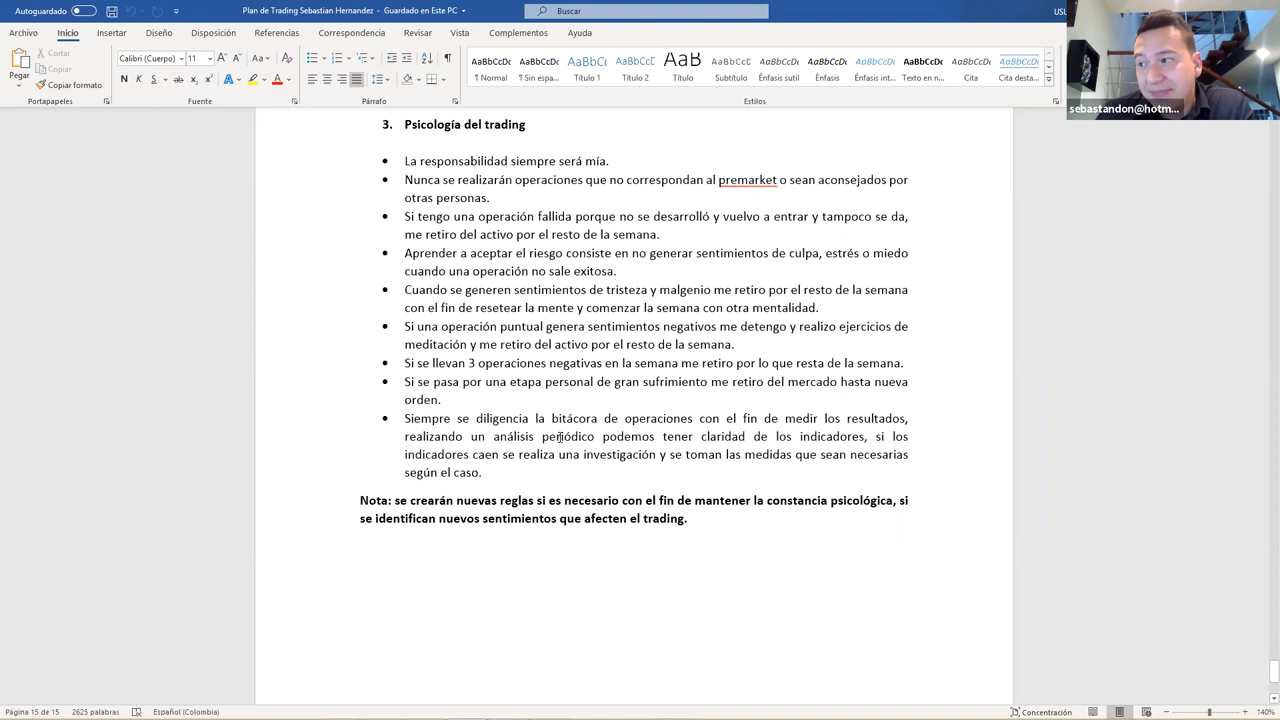 Autoguardado
Plan de Trading Sebastian Hernandez - Guardado en Este PC
Buscar
Archivo Inicio Insertar Diseño Disposición Referencias Correspondencia Revisar Vista Complementos Ayuda
Pegar
Cortar
Copiar
Copiar formato
Portapapeles
Calibri (Cuerpo) 11
Fuente
Párrafo
AaBbCcDc AaBbCcDc AaBbCc AaBbCcC AaB AaBbCcD AaBbCcDc AaBbCcDc AaBbCcDc AaBbCcDc AaBbCcDc AaBbCcDc
¶ Normal ¶ Sin espa... Título 1 Título 2 Título Subtítulo Énfasis sutil Énfasis Énfasis int... Texto en n... Cita Cita desta...
Estilos
sebastandon@hotm...
3. Psicología del trading
• La responsabilidad siempre será mía.
• Nunca se realizarán operaciones que no correspondan al premarket o sean aconsejados por
otras personas.
• Si tengo una operación fallida porque no se desarrolló y vuelvo a entrar y tampoco se da,
me retiro del activo por el resto de la semana.
• Aprender a aceptar el riesgo consiste en no generar sentimientos de culpa, estrés o miedo
cuando una operación no sale exitosa.
• Cuando se generen sentimientos de tristeza y malgenio me retiro por el resto de la semana
con el fin de resetear la mente y comenzar la semana con otra mentalidad.
• Si una operación puntual genera sentimientos negativos me detengo y realizo ejercicios de
meditación y me retiro del activo por el resto de la semana.
• Si se llevan 3 operaciones negativas en la semana me retiro por lo que resta de la semana.
• Si se pasa por una etapa personal de gran sufrimiento me retiro del mercado hasta nueva
orden.
• Siempre se diligencia la bitácora de operaciones con el fin de medir los resultados,
realizando un análisis periódico podemos tener claridad de los indicadores, si los
indicadores caen se realiza una investigación y se toman las medidas que sean necesarias
según el caso.
Nota: se crearán nuevas reglas si es necesario con el fin de mantener la constancia psicológica, si
se identifican nuevos sentimientos que afecten el trading.
Página 15 de 15 2625 palabras Español (Colombia) Concentración 140%